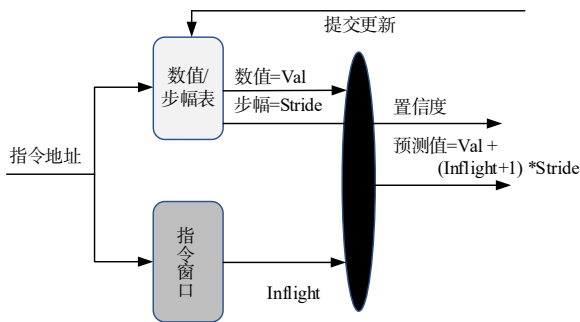 提交更新
数值/
步幅表
数值=Val
步幅=Stride
置信度
预测值=Val +
(Inflight+1) *Stride
指令地址
指令窗口
Inflight